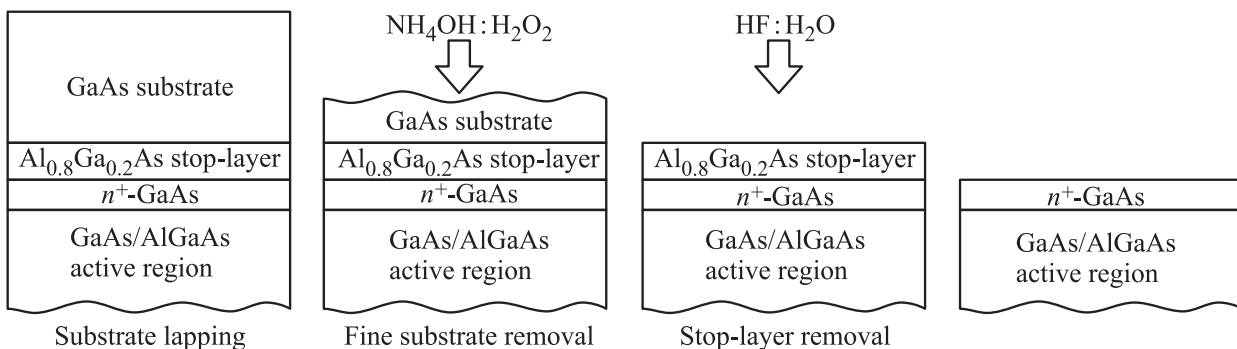 NH₄OH:H₂O₂
HF:H₂O
GaAs substrate
Al₀.₈Ga₀.₂As stop-layer
n⁺-GaAs
GaAs/AlGaAs
active region
Substrate lapping
GaAs substrate
Al₀.₈Ga₀.₂As stop-layer
n⁺-GaAs
GaAs/AlGaAs
active region
Fine substrate removal
Al₀.₈Ga₀.₂As stop-layer
n⁺-GaAs
GaAs/AlGaAs
active region
Stop-layer removal
n⁺-GaAs
GaAs/AlGaAs
active region